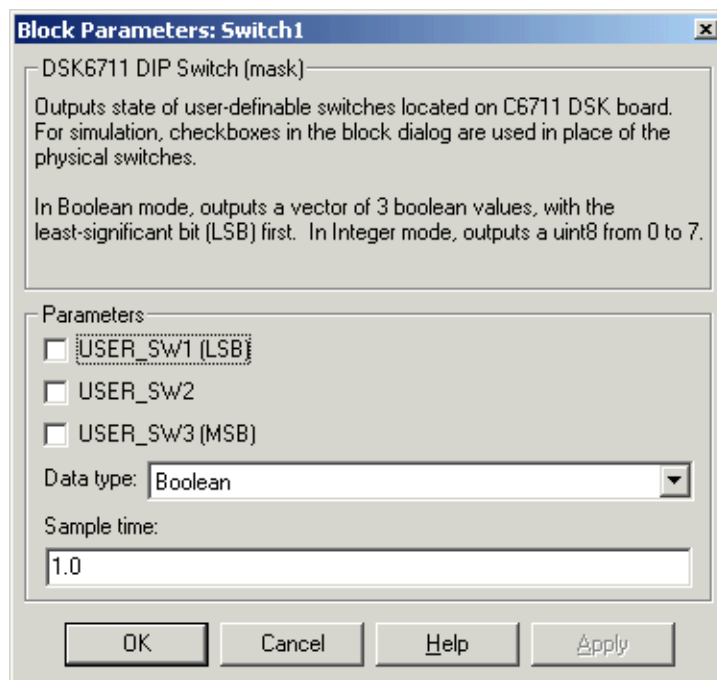 Block Parameters: Switch1
DSK6711 DIP Switch (mask)
Outputs state of user-definable switches located on C6711 DSK board.
For simulation, checkboxes in the block dialog are used in place of the
physical switches.
In Boolean mode, outputs a vector of 3 boolean values, with the
least-significant bit (LSB) first.  In Integer mode, outputs a uint8 from 0 to 7.
Parameters
USER_SW1 (LSB)
USER_SW2
USER_SW3 (MSB)
Data type: Boolean
Sample time:
1.0
OK Cancel Help Apply